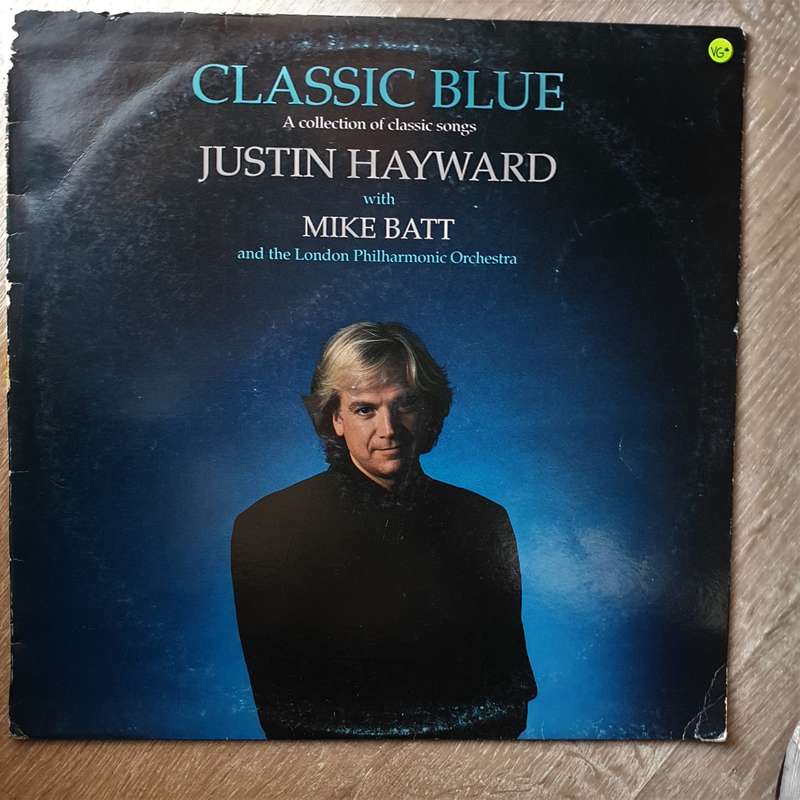 VG+
CLASSIC BLUE
A collection of classic songs
JUSTIN HAYWARD
with
MIKE BATT
and the London Philharmonic Orchestra